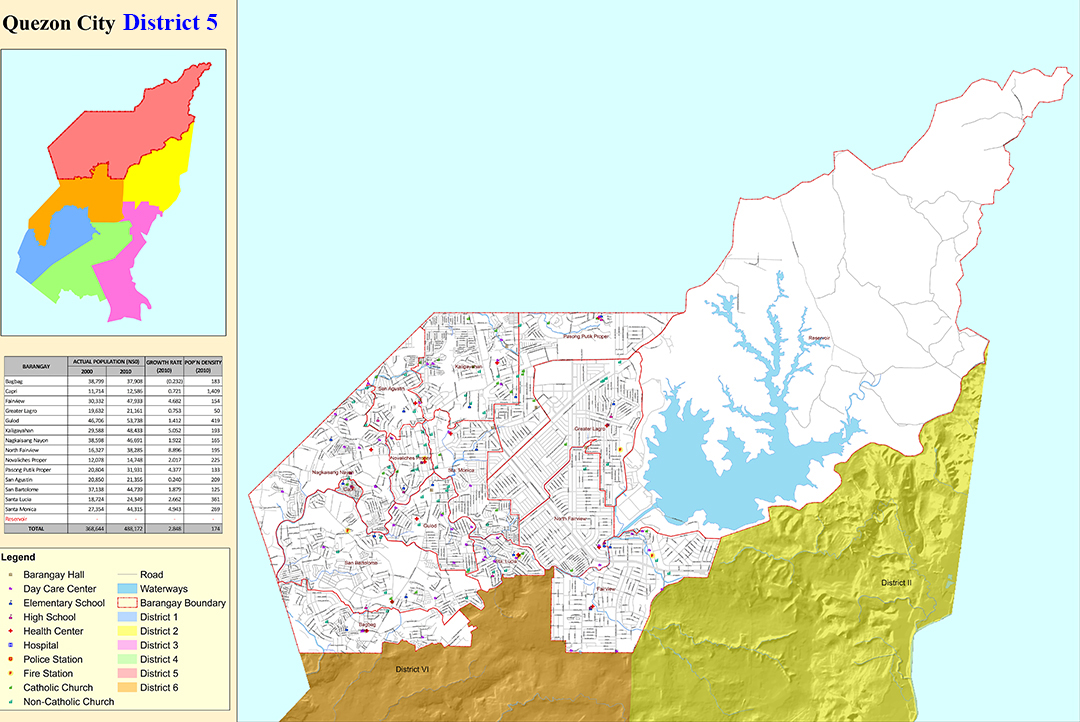 Quezon City District 5
BARANGAY ACTUAL POPULATION (NSO) GROWTH RATE (2010) POP'N DENSITY (2010)
2000 2010
Bagbag 38,799 37,908 (0.232) 183
Capri 11,714 12,586 0.721 1,409
Fairview 30,332 47,933 4.682 154
Greater Lagro 19,632 21,161 0.753 50
Gulod 46,706 53,738 1.412 419
Kaligayahan 29,588 48,433 5.052 193
Nagkaisang Nayon 38,598 46,691 1.922 165
North Fairview 16,327 38,285 8.896 195
Novaliches Proper 12,078 14,748 2.017 225
Pasong Putik Proper 20,804 31,931 4.377 133
San Agustin 20,850 21,355 0.240 209
San Bartolome 37,138 44,739 1.879 125
Santa Lucia 18,724 24,349 2.662 361
Santa Monica 27,354 44,315 4.943 269
Reservoir
TOTAL 368,644 488,172 2.848 174
Legend
Barangay Hall
Day Care Center
Elementary School
High School
Health Center
Hospital
Police Station
Fire Station
Catholic Church
Non-Catholic Church
Road
Waterways
Barangay Boundary
District 1
District 2
District 3
District 4
District 5
District 6
Pasong Putik Proper
Kaligayahan
San Agustin
Reservoir
Greater Lagro
Novaliches Proper
Sta. Monica
Nagkaisang Nayon
North Fairview
Gulod
San Bartolome
Fairview
Bagbag
District II
District VI